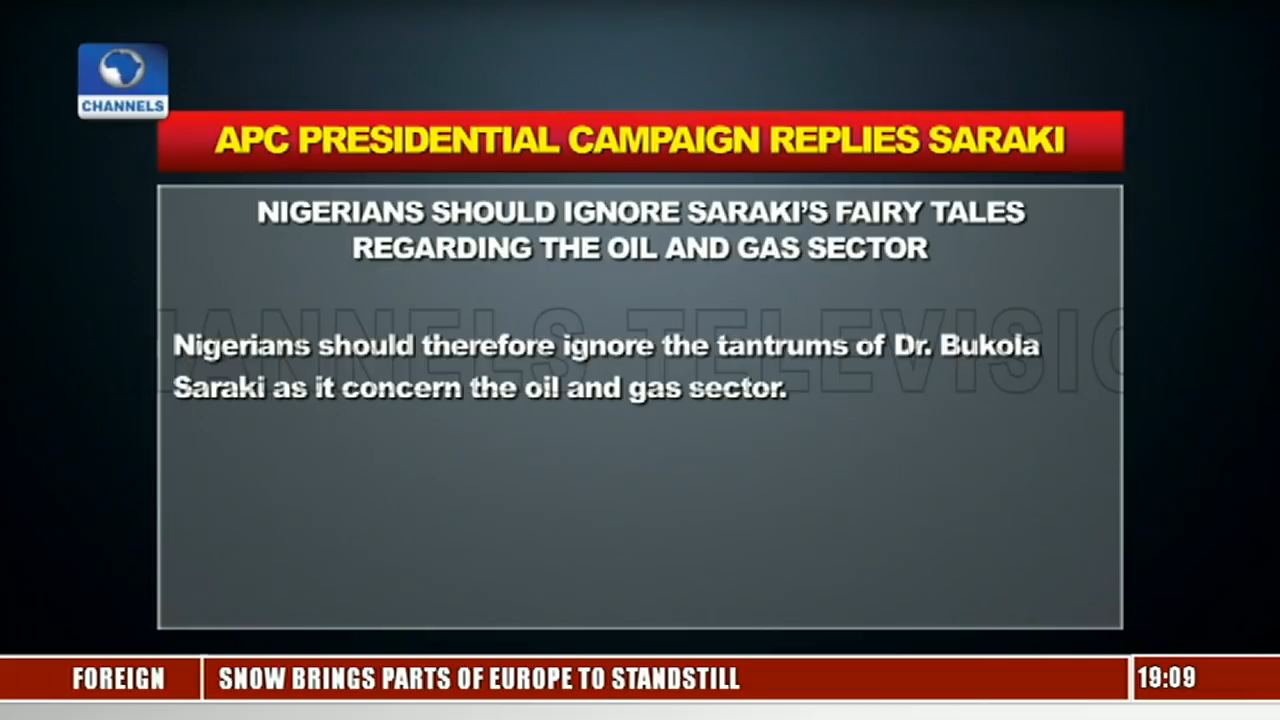 CHANNELS
APC PRESIDENTIAL CAMPAIGN REPLIES SARAKI
NIGERIANS SHOULD IGNORE SARAKI'S FAIRY TALES
REGARDING THE OIL AND GAS SECTOR
HANNELS TELEVISIO
Nigerians should therefore ignore the tantrums of Dr. Bukola
Saraki as it concern the oil and gas sector.
FOREIGN
SNOW BRINGS PARTS OF EUROPE TO STANDSTILL
19:09